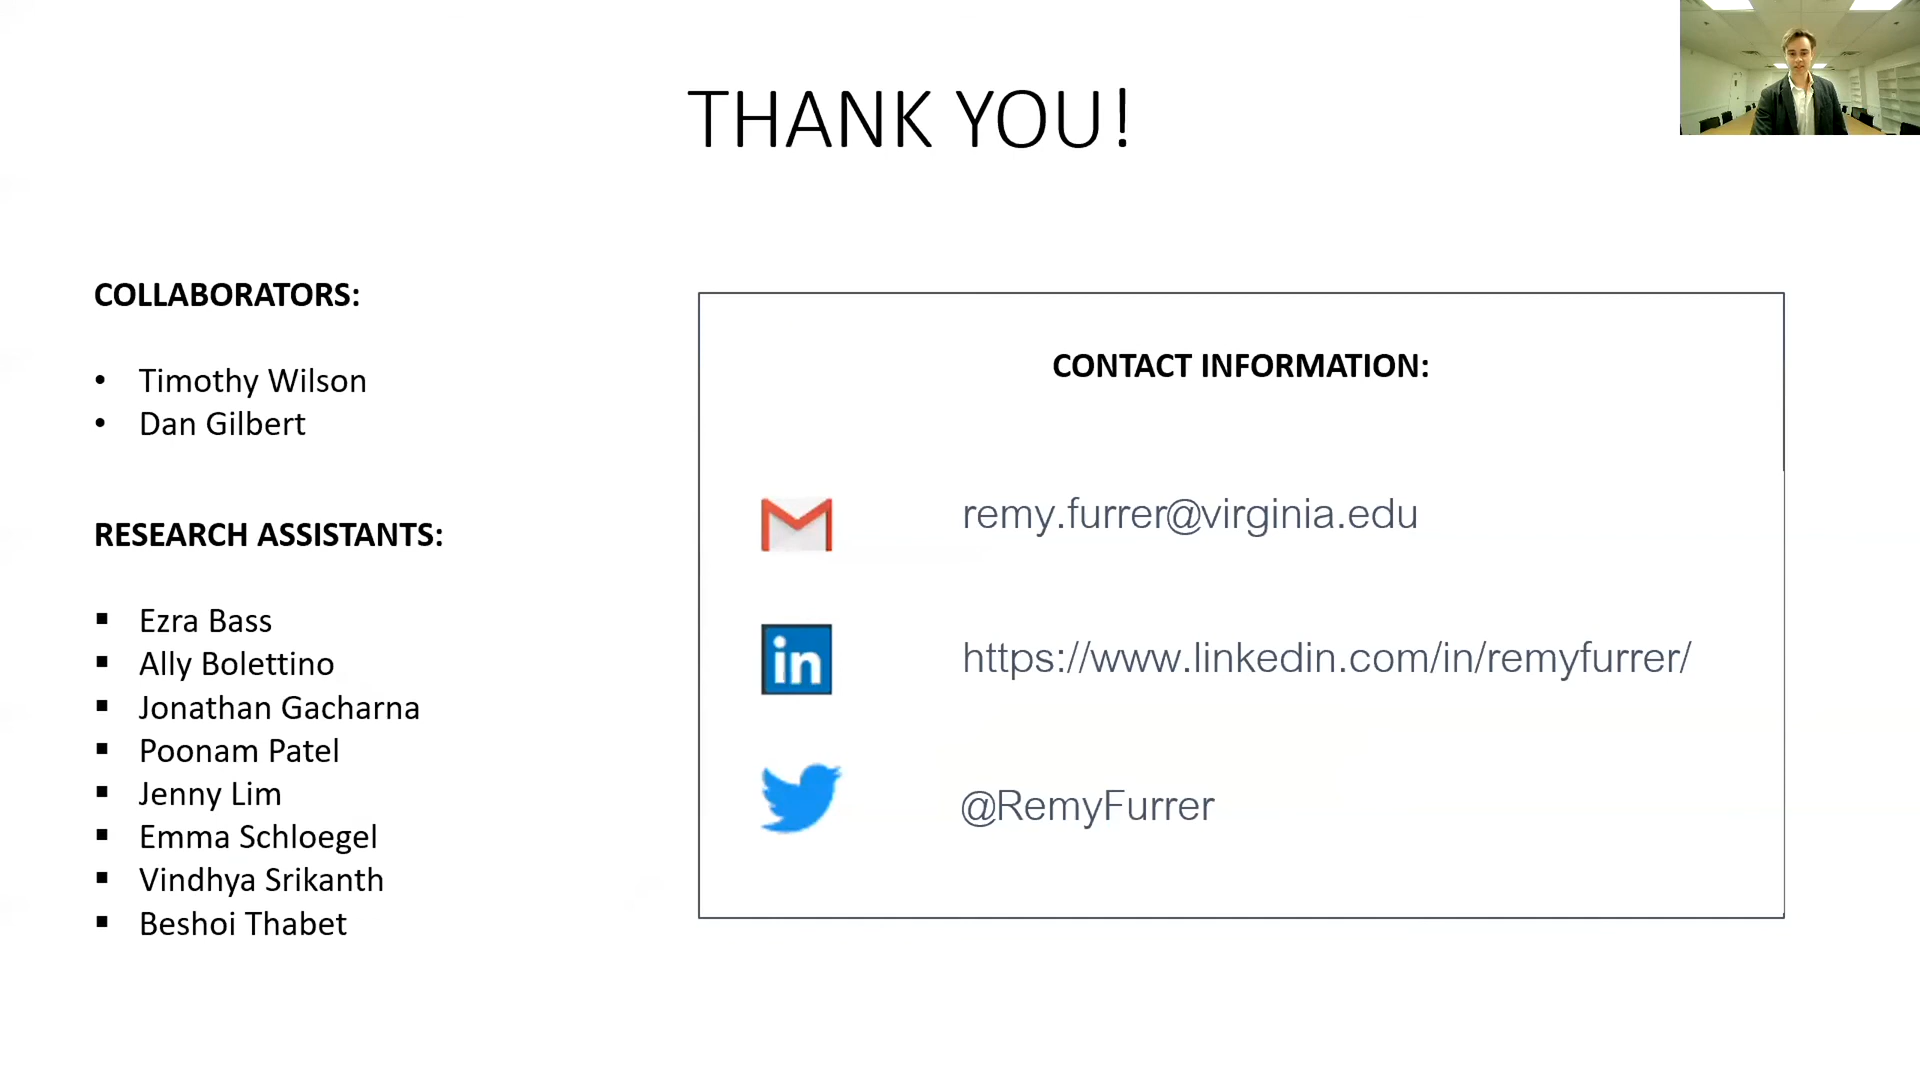 THANK YOU!
COLLABORATORS:
• Timothy Wilson
• Dan Gilbert
RESEARCH ASSISTANTS:
▪ Ezra Bass
▪ Ally Bolettino
▪ Jonathan Gacharna
▪ Poonam Patel
▪ Jenny Lim
▪ Emma Schloegel
▪ Vindhya Srikanth
▪ Beshoi Thabet
CONTACT INFORMATION:
remy.furrer@virginia.edu
in
https://www.linkedin.com/in/remyfurrer/
@RemyFurrer